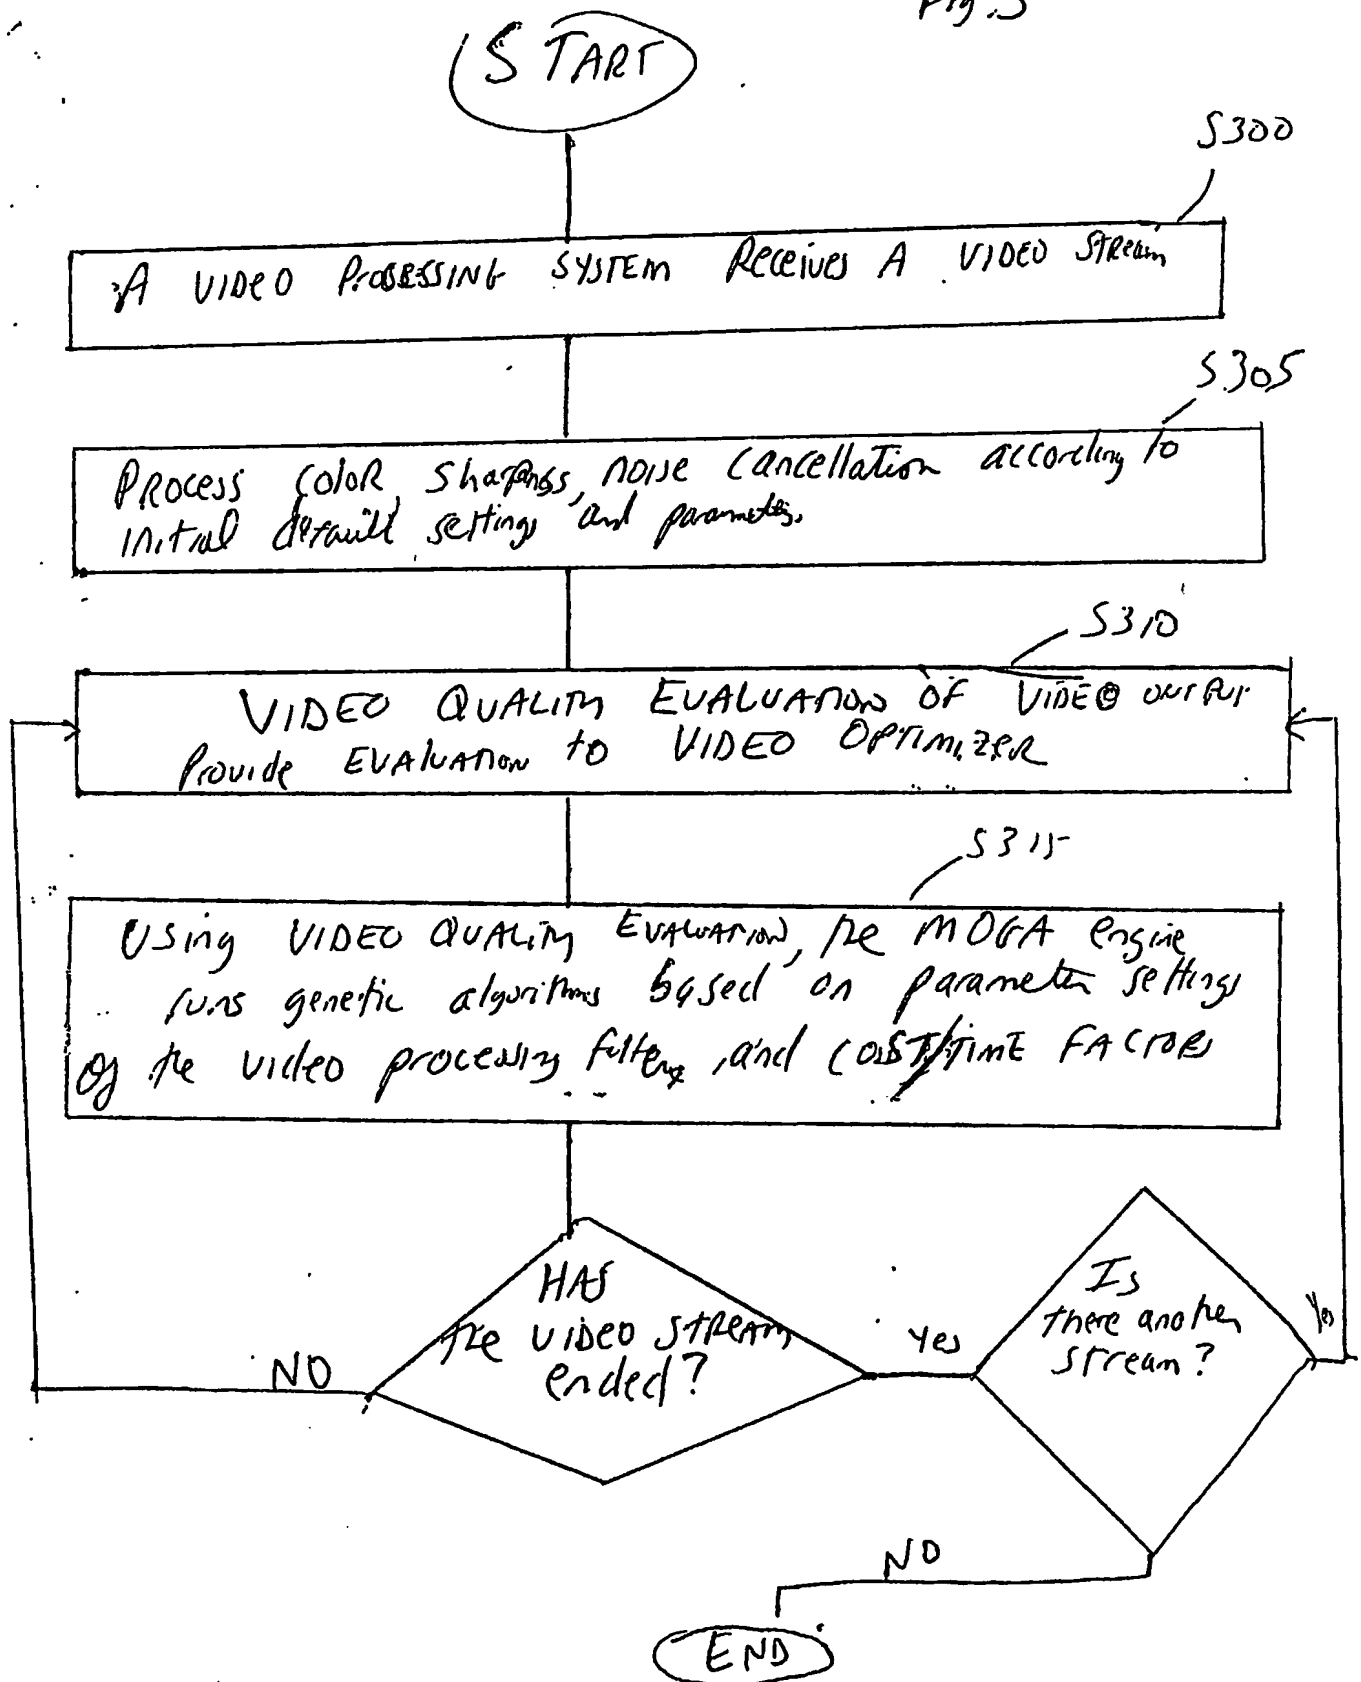 Fig.3
START
S300
A VIDEO PROSSESSING SYSTEM Receives A VIDEO STReam
S305
PROCESS COLOR, Sharpness, noise cancellation according to
initial default settings and parameters
S310
VIDEO QUALITY EVALUATION OF VIDEO OUTPUT
Provide EVALUATION to VIDEO OPTIMIZER
S315
USing VIDEO QUALITY EVALUATION, the MOGA engine
runs genetic algorithms based on parameter settings
of the video processing filters, and COST/TIME FACTORS
HAS
the VIDEO STREAM
ended?
NO
Yes
Is
there another
stream?
Yes
NO
END